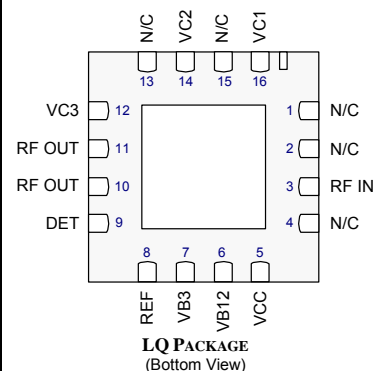 N/C
VC2
N/C
VC1
13
14
15
16
VC3
12
1
N/C
RF OUT
11
2
N/C
RF OUT
10
3
RF IN
DET
9
4
N/C
8
7
6
5
REF
VB3
VB12
VCC
LQ PACKAGE
(Bottom View)